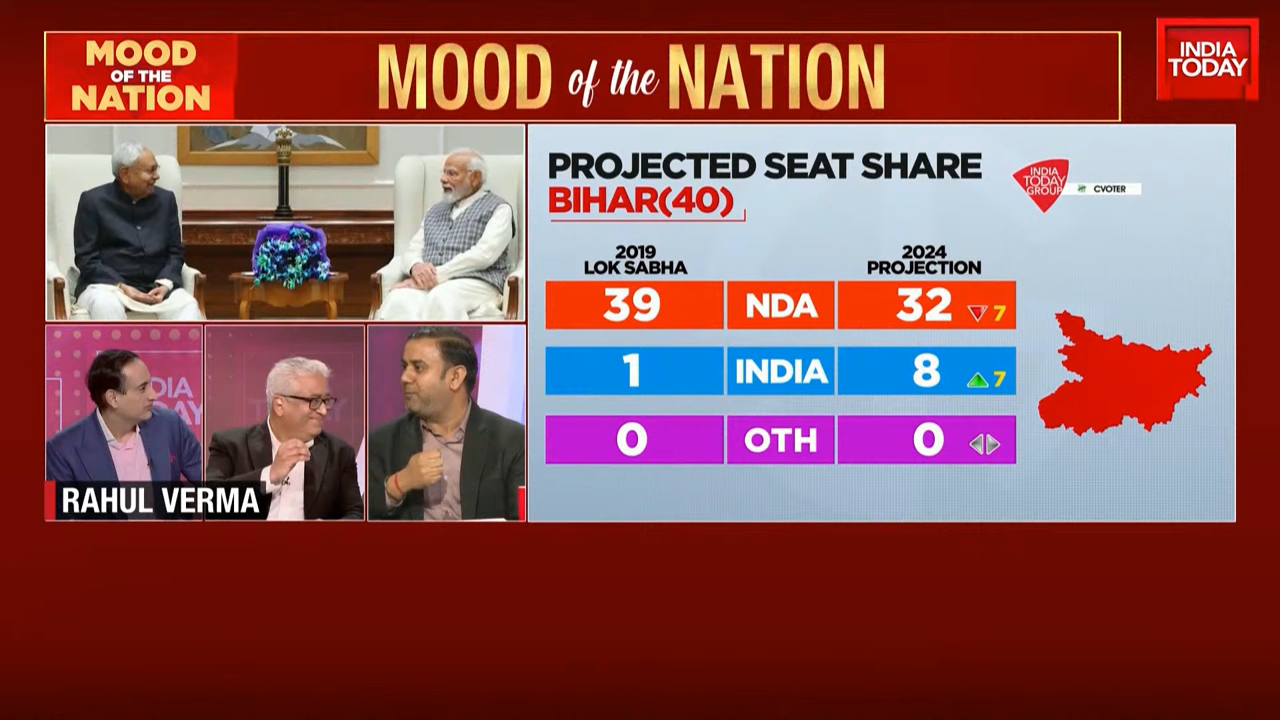 MOOD
OF THE
NATION
MOOD of the NATION
INDIA
TODAY
PROJECTED SEAT SHARE
BIHAR(40)
INDIA
TODAY
GROUP
CVOTER
2019
LOK SABHA
2024
PROJECTION
39 NDA 32 7
1 INDIA 8 7
0 OTH 0
RAHUL VERMA